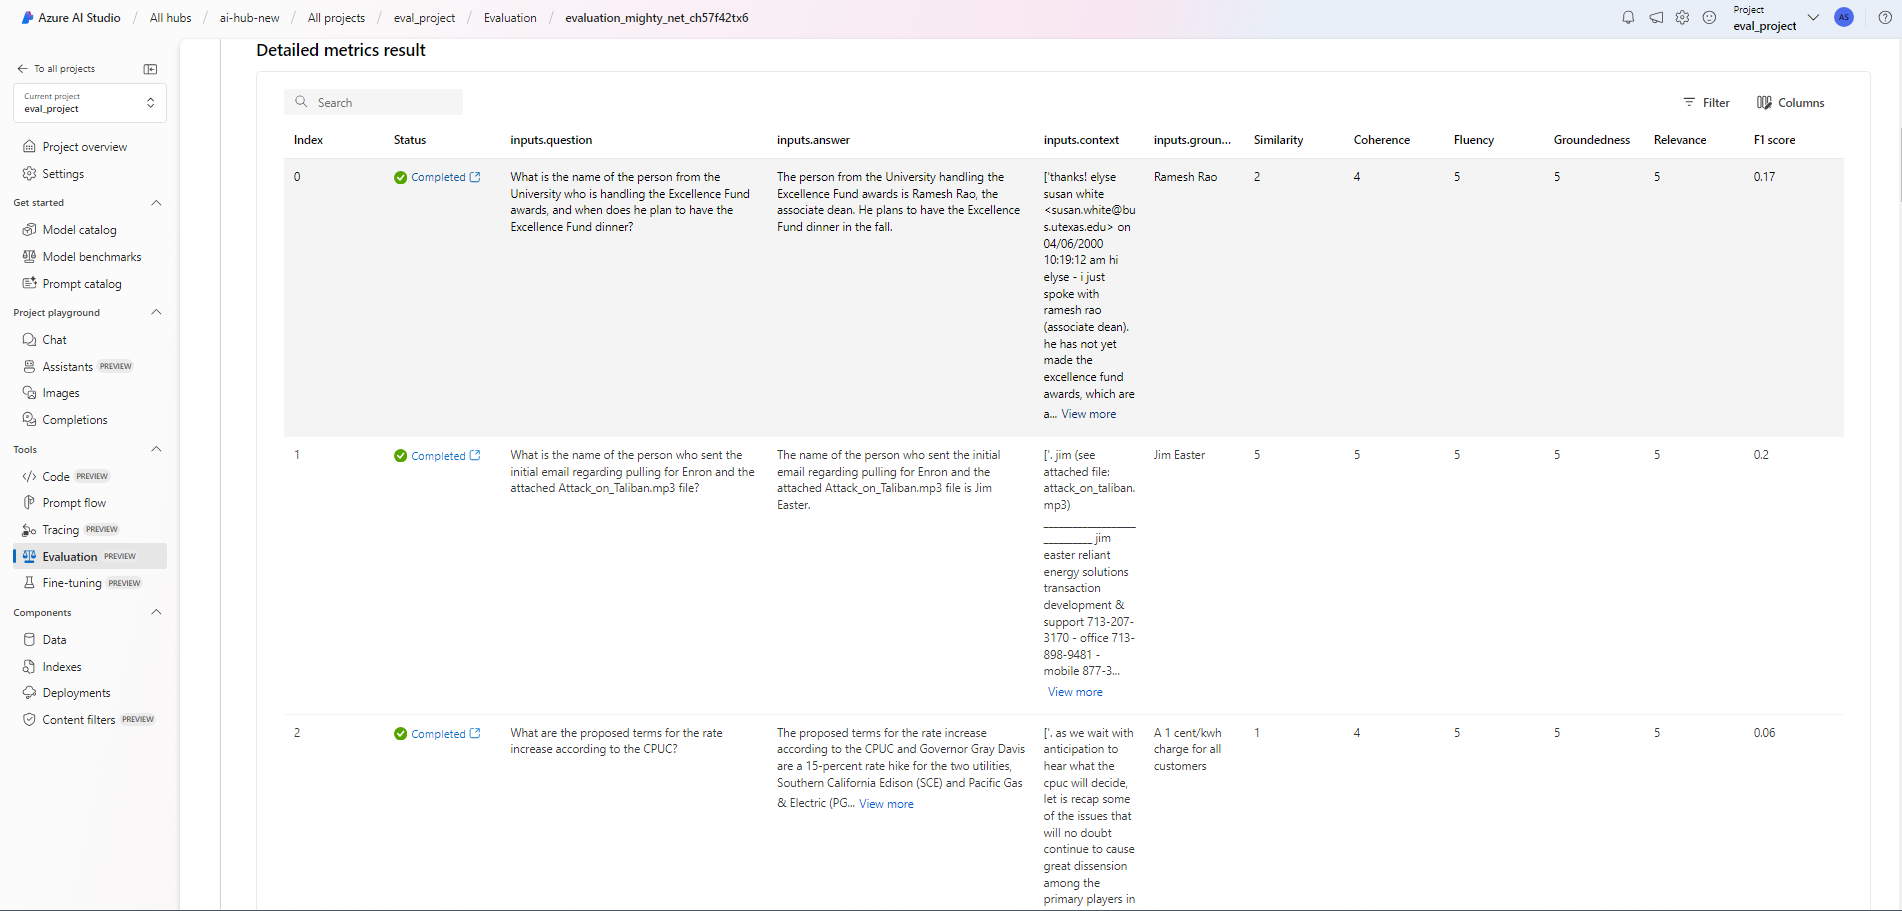 Azure AI Studio / All hubs / ai-hub-new / All projects / eval_project / Evaluation / evaluation_mighty_net_ch57f42tx6
Project
eval_project
AS
To all projects
Current project
eval_project
Project overview
Settings
Get started
Model catalog
Model benchmarks
Prompt catalog
Project playground
Chat
Assistants PREVIEW
Images
Completions
Tools
Code PREVIEW
Prompt flow
Tracing PREVIEW
Evaluation PREVIEW
Fine-tuning PREVIEW
Components
Data
Indexes
Deployments
Content filters PREVIEW
Detailed metrics result
Search
Filter
Columns
Index Status inputs.question inputs.answer inputs.context inputs.groun... Similarity Coherence Fluency Groundedness Relevance F1 score
0
Completed
What is the name of the person from the
University who is handling the Excellence Fund
awards, and when does he plan to have the
Excellence Fund dinner?
The person from the University handling the
Excellence Fund awards is Ramesh Rao, the
associate dean. He plans to have the Excellence
Fund dinner in the fall.
['thanks! elyse
susan white
<susan.white@bu
s.utexas.edu> on
04/06/2000
10:19:12 am hi
elyse - i just
spoke with
ramesh rao
(associate dean).
he has not yet
made the
excellence fund
awards, which are
a... View more
Ramesh Rao
2 4 5 5 5 0.17
1
Completed
What is the name of the person who sent the
initial email regarding pulling for Enron and the
attached Attack_on_Taliban.mp3 file?
The name of the person who sent the initial
email regarding pulling for Enron and the
attached Attack_on_Taliban.mp3 file is Jim
Easter.
['. jim (see
attached file:
attack_on_taliban.
mp3)
___________________
__________ jim
easter reliant
energy solutions
transaction
development &
support 713-207-
3170 - office 713-
898-9481 -
mobile 877-3...
View more
Jim Easter
5 5 5 5 5 0.2
2
Completed
What are the proposed terms for the rate
increase according to the CPUC?
The proposed terms for the rate increase
according to the CPUC and Governor Gray Davis
are a 15-percent rate hike for the two utilities,
Southern California Edison (SCE) and Pacific Gas
& Electric (PG... View more
['. as we wait with
anticipation to
hear what the
cpuc will decide,
let is recap some
of the issues that
will no doubt
continue to cause
great dissension
among the
primary players in
A 1 cent/kwh
charge for all
customers
1 4 5 5 5 0.06